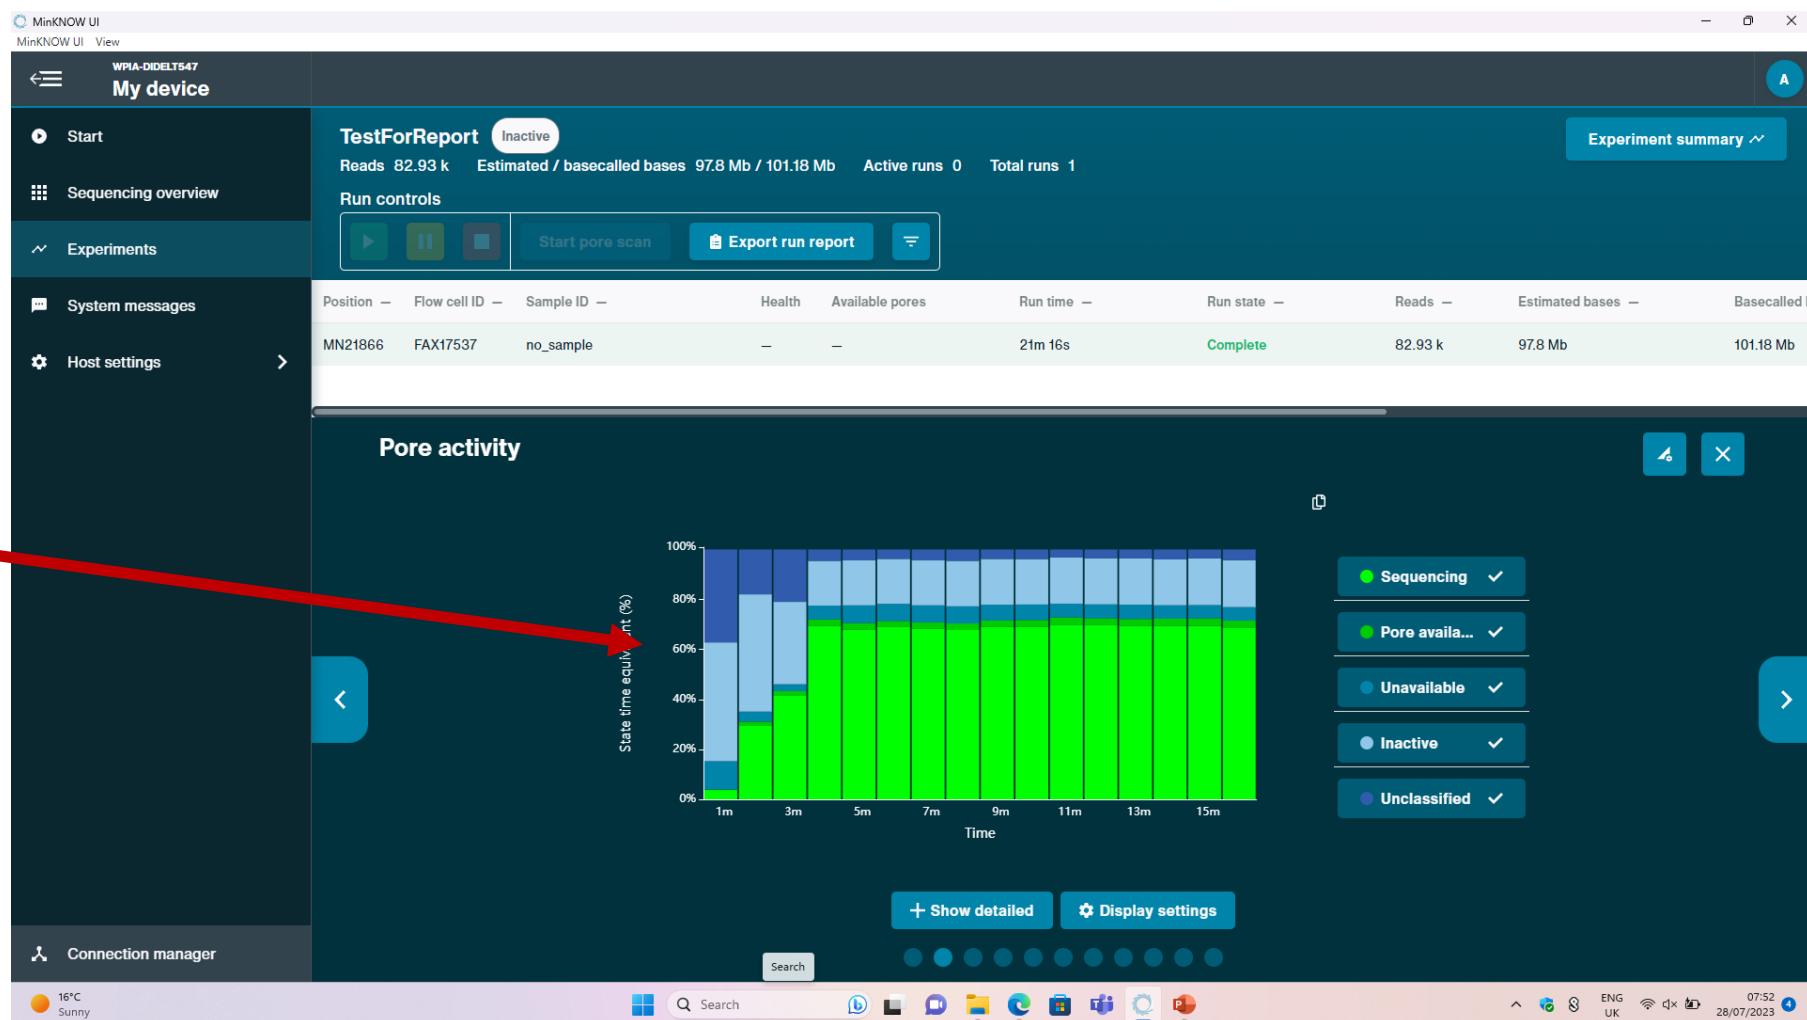 MinKNOW UI
MinKNOW UI View
WPIA-DIDELT547
My device
A
Start
Sequencing overview
Experiments
System messages
Host settings
Connection manager
TestForReport Inactive
Experiment summary
Reads 82.93 k Estimated / basecalled bases 97.8 Mb / 101.18 Mb Active runs 0 Total runs 1
Run controls
Start pore scan Export run report
Position – Flow cell ID – Sample ID – Health Available pores Run time – Run state – Reads – Estimated bases – Basecalled
MN21866 FAX17537 no_sample – – 21m 16s Complete 82.93 k 97.8 Mb 101.18 Mb
Pore activity
100%
80%
60%
40%
20%
0%
State time equiv nt (%)
1m 3m 5m 7m 9m 11m 13m 15m
Time
Sequencing
Pore availa...
Unavailable
Inactive
Unclassified
+ Show detailed Display settings
Search
16°C
Sunny
Search
ENG
UK
07:52
28/07/2023
4